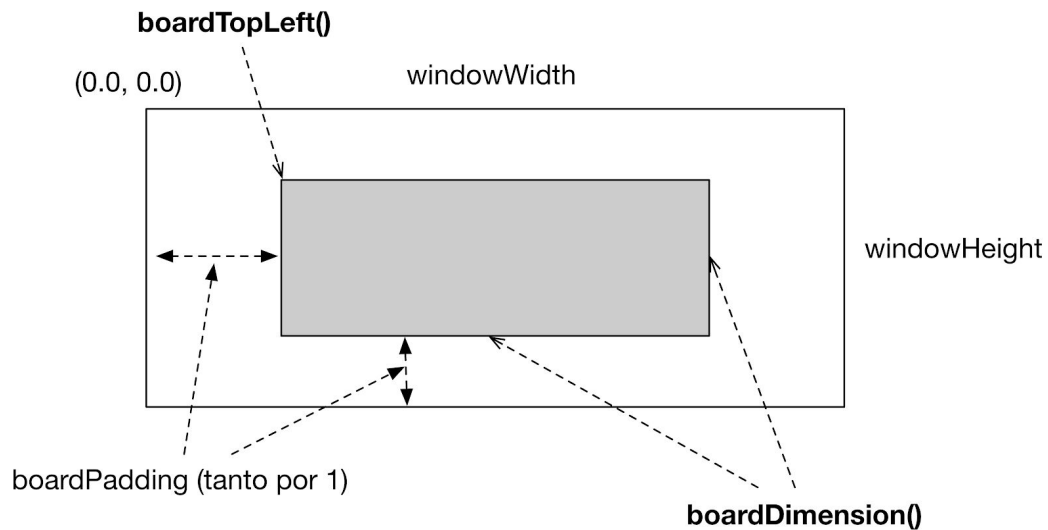 boardTopLeft()
(0.0, 0.0)
windowWidth
windowHeight
boardPadding (tanto por 1)
boardDimension()